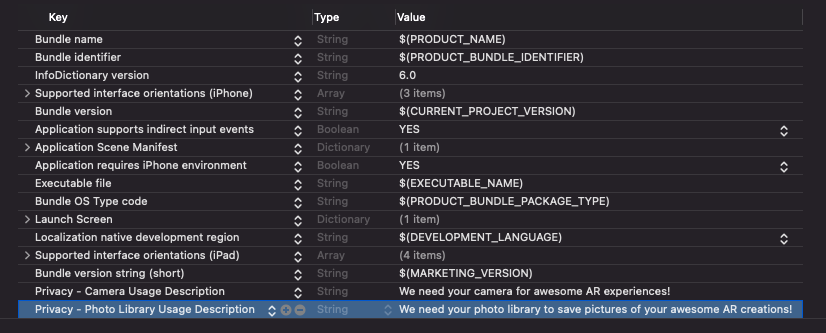 Key Type Value
Bundle name String $(PRODUCT_NAME)
Bundle identifier String $(PRODUCT_BUNDLE_IDENTIFIER)
InfoDictionary version String 6.0
Supported interface orientations (iPhone) Array (3 items)
Bundle version String $(CURRENT_PROJECT_VERSION)
Application supports indirect input events Boolean YES
Application Scene Manifest Dictionary (1 item)
Application requires iPhone environment Boolean YES
Executable file String $(EXECUTABLE_NAME)
Bundle OS Type code String $(PRODUCT_BUNDLE_PACKAGE_TYPE)
Launch Screen Dictionary (1 item)
Localization native development region String $(DEVELOPMENT_LANGUAGE)
Supported interface orientations (iPad) Array (4 items)
Bundle version string (short) String $(MARKETING_VERSION)
Privacy - Camera Usage Description String We need your camera for awesome AR experiences!
Privacy - Photo Library Usage Description String We need your photo library to save pictures of your awesome AR creations!